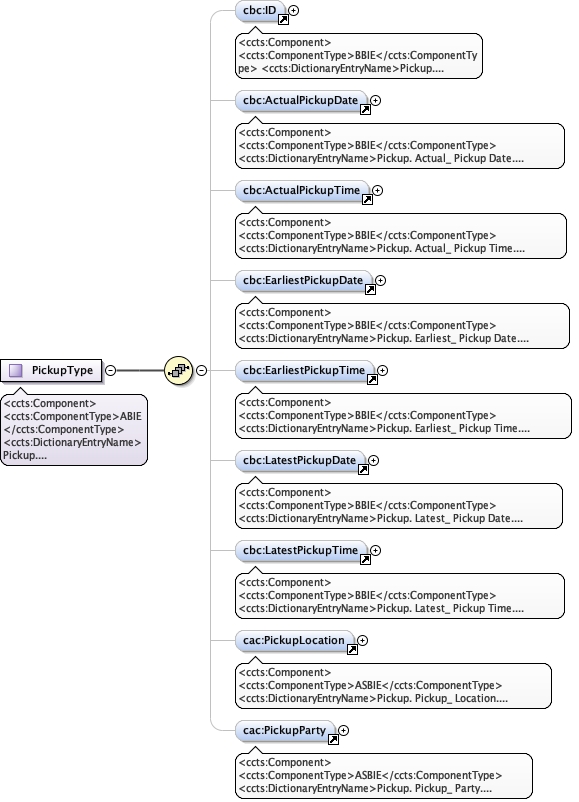 cbc:ID
<ccts:Component>
<ccts:ComponentType>BBIE</ccts:ComponentTy
pe> <ccts:DictionaryEntryName>Pickup....
cbc:ActualPickupDate
<ccts:Component>
<ccts:ComponentType>BBIE</ccts:ComponentType>
<ccts:DictionaryEntryName>Pickup. Actual_ Pickup Date....
cbc:ActualPickupTime
<ccts:Component>
<ccts:ComponentType>BBIE</ccts:ComponentType>
<ccts:DictionaryEntryName>Pickup. Actual_ Pickup Time....
cbc:EarliestPickupDate
<ccts:Component>
<ccts:ComponentType>BBIE</ccts:ComponentType>
<ccts:DictionaryEntryName>Pickup. Earliest_ Pickup Date....
PickupType
<ccts:Component>
<ccts:ComponentType>ABIE
</ccts:ComponentType>
<ccts:DictionaryEntryName>
Pickup....
cbc:EarliestPickupTime
<ccts:Component>
<ccts:ComponentType>BBIE</ccts:ComponentType>
<ccts:DictionaryEntryName>Pickup. Earliest_ Pickup Time....
cbc:LatestPickupDate
<ccts:Component>
<ccts:ComponentType>BBIE</ccts:ComponentType>
<ccts:DictionaryEntryName>Pickup. Latest_ Pickup Date....
cbc:LatestPickupTime
<ccts:Component>
<ccts:ComponentType>BBIE</ccts:ComponentType>
<ccts:DictionaryEntryName>Pickup. Latest_ Pickup Time....
cac:PickupLocation
<ccts:Component>
<ccts:ComponentType>ASBIE</ccts:ComponentType>
<ccts:DictionaryEntryName>Pickup. Pickup_ Location....
cac:PickupParty
<ccts:Component>
<ccts:ComponentType>ASBIE</ccts:ComponentType>
<ccts:DictionaryEntryName>Pickup. Pickup_ Party....